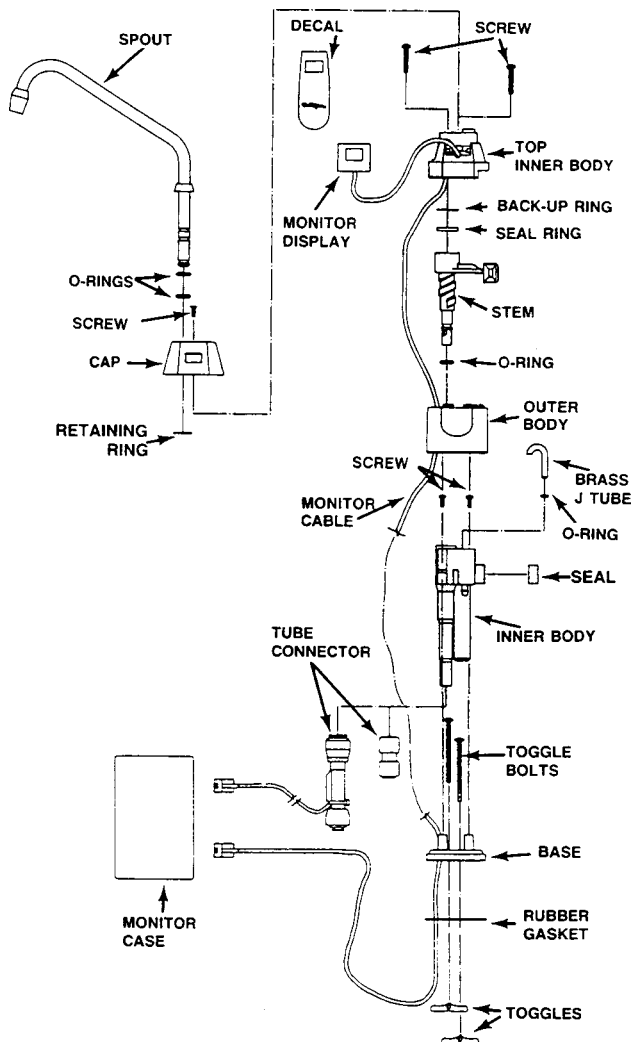 DECAL
SCREW
SPOUT
TOP
INNER BODY
MONITOR
DISPLAY
BACK-UP RING
SEAL RING
O-RINGS
STEM
SCREW
CAP
O-RING
OUTER
BODY
RETAINING
RING
SCREW
BRASS
J TUBE
MONITOR
CABLE
O-RING
SEAL
INNER BODY
TUBE
CONNECTOR
TOGGLE
BOLTS
BASE
MONITOR
CASE
RUBBER
GASKET
TOGGLES